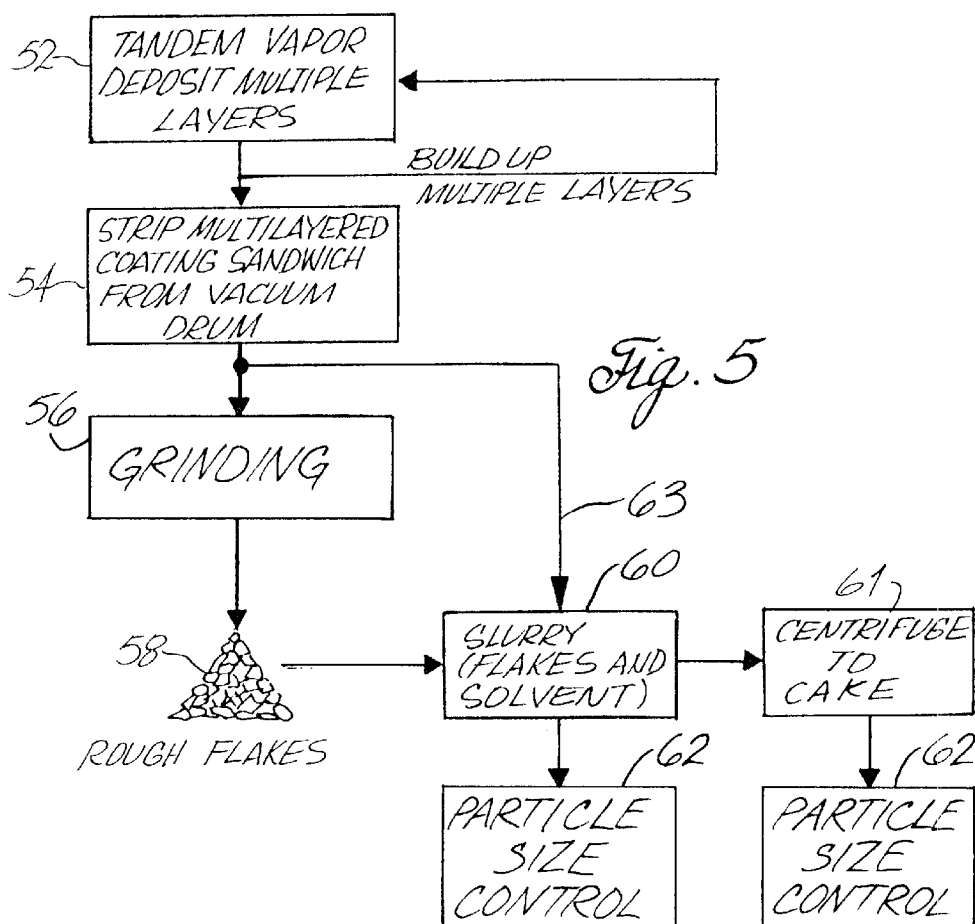 52
TANDEM VAPOR
DEPOSIT MULTIPLE
LAYERS
BUILD UP
MULTIPLE LAYERS
54
STRIP MULTILAYERED
COATING SANDWICH
FROM VACUUM
DRUM
Fig. 5
56
GRINDING
63
58
ROUGH FLAKES
60
SLURRY
(FLAKES AND
SOLVENT)
61
CENTRIFUGE
TO
CAKE
62
PARTICLE
SIZE
CONTROL
62
PARTICLE
SIZE
CONTROL